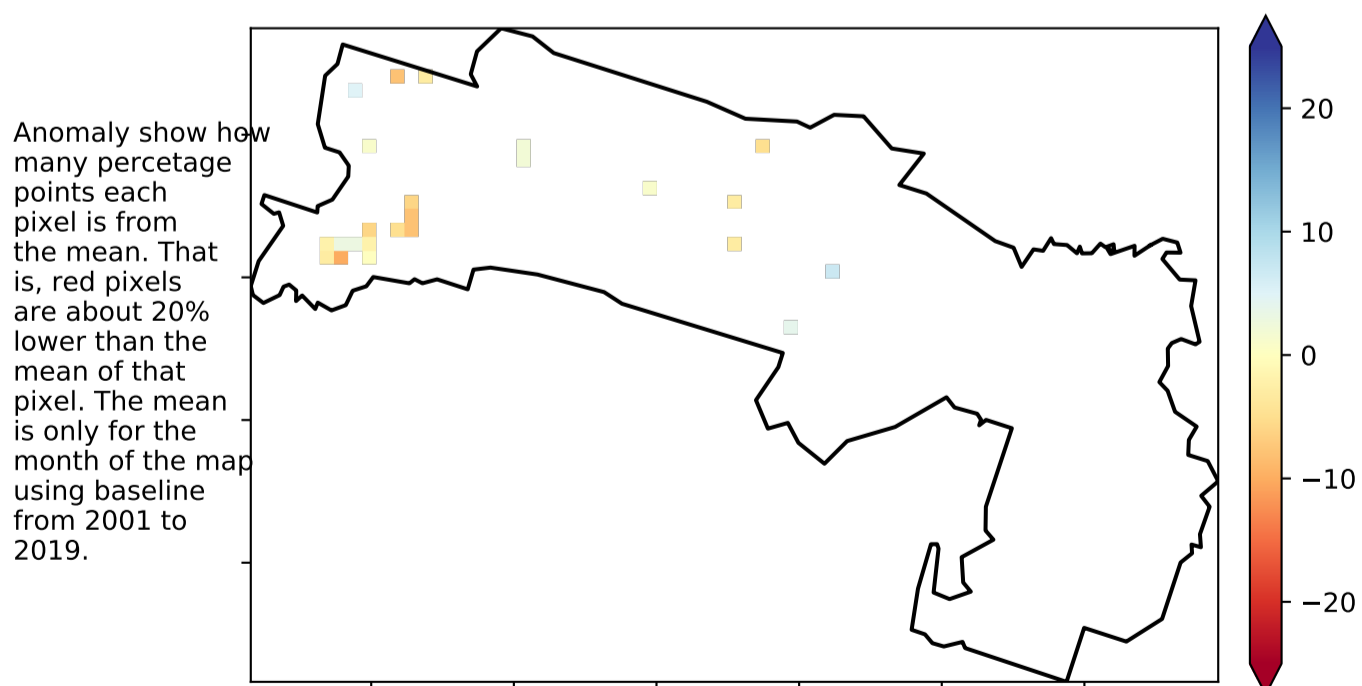 Anomaly show how
many percetage
points each
pixel is from
the mean. That
is, red pixels
are about 20%
lower than the
mean of that
pixel. The mean
is only for the
month of the map
using baseline
from 2001 to
2019.
20
10
0
−10
−20